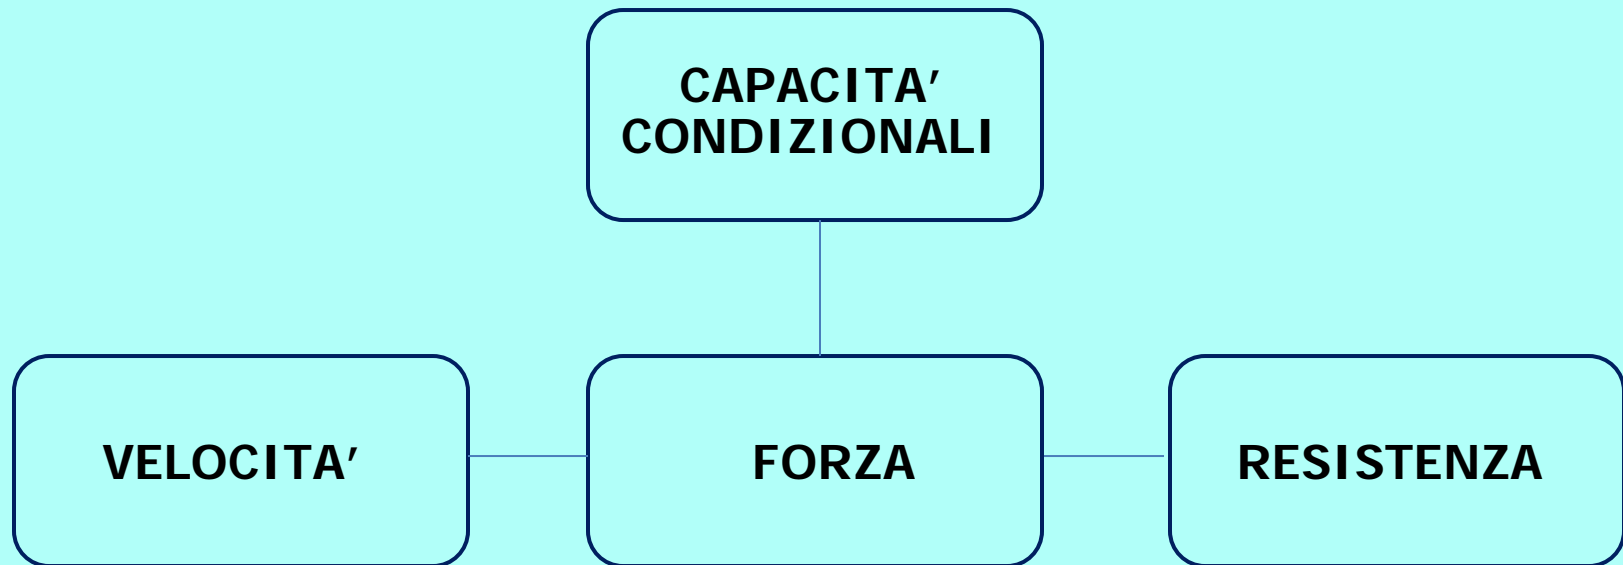 CAPACITA’
CONDIZIONALI
VELOCITA’
FORZA
RESISTENZA